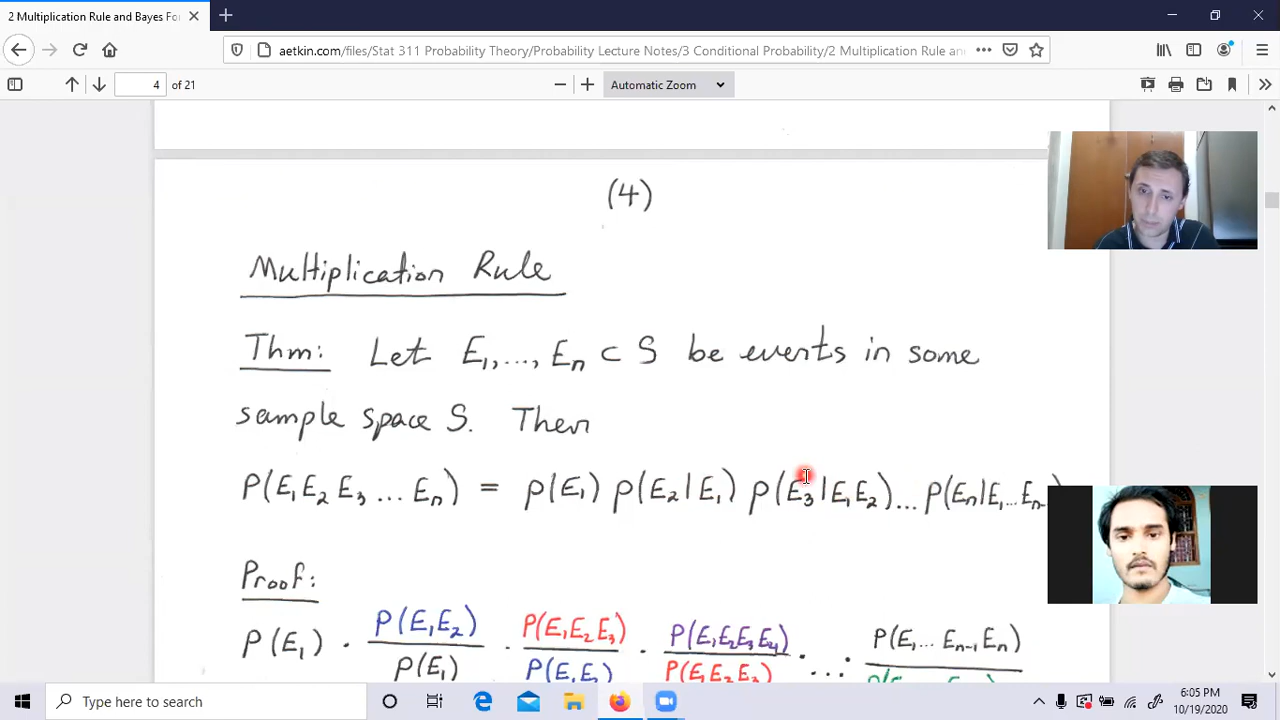 2 Multiplication Rule and Bayes For
aetkin.com/files/Stat 311 Probability Theory/Probability Lecture Notes/3 Conditional Probability/2 Multiplication Rule and
4 of 21
Automatic Zoom
(4)
Multiplication Rule
Thm: Let E₁,..., Eₙ ⊂ S be events in some
sample space S. Then
P(E₁E₂E₃...Eₙ) = P(E₁) P(E₂|E₁) P(E₃|E₁E₂)... P(Eₙ|E₁...Eₙ₋
Proof:
P(E₁) · P(E₁E₂)/P(E₁) · P(E₁E₂E₃)/P(E₁E₂) · P(E₁E₂E₃E₄)/P(E₁E₂E₃) · ... · P(E₁...Eₙ₋₁Eₙ)
Type here to search
6:05 PM
10/19/2020